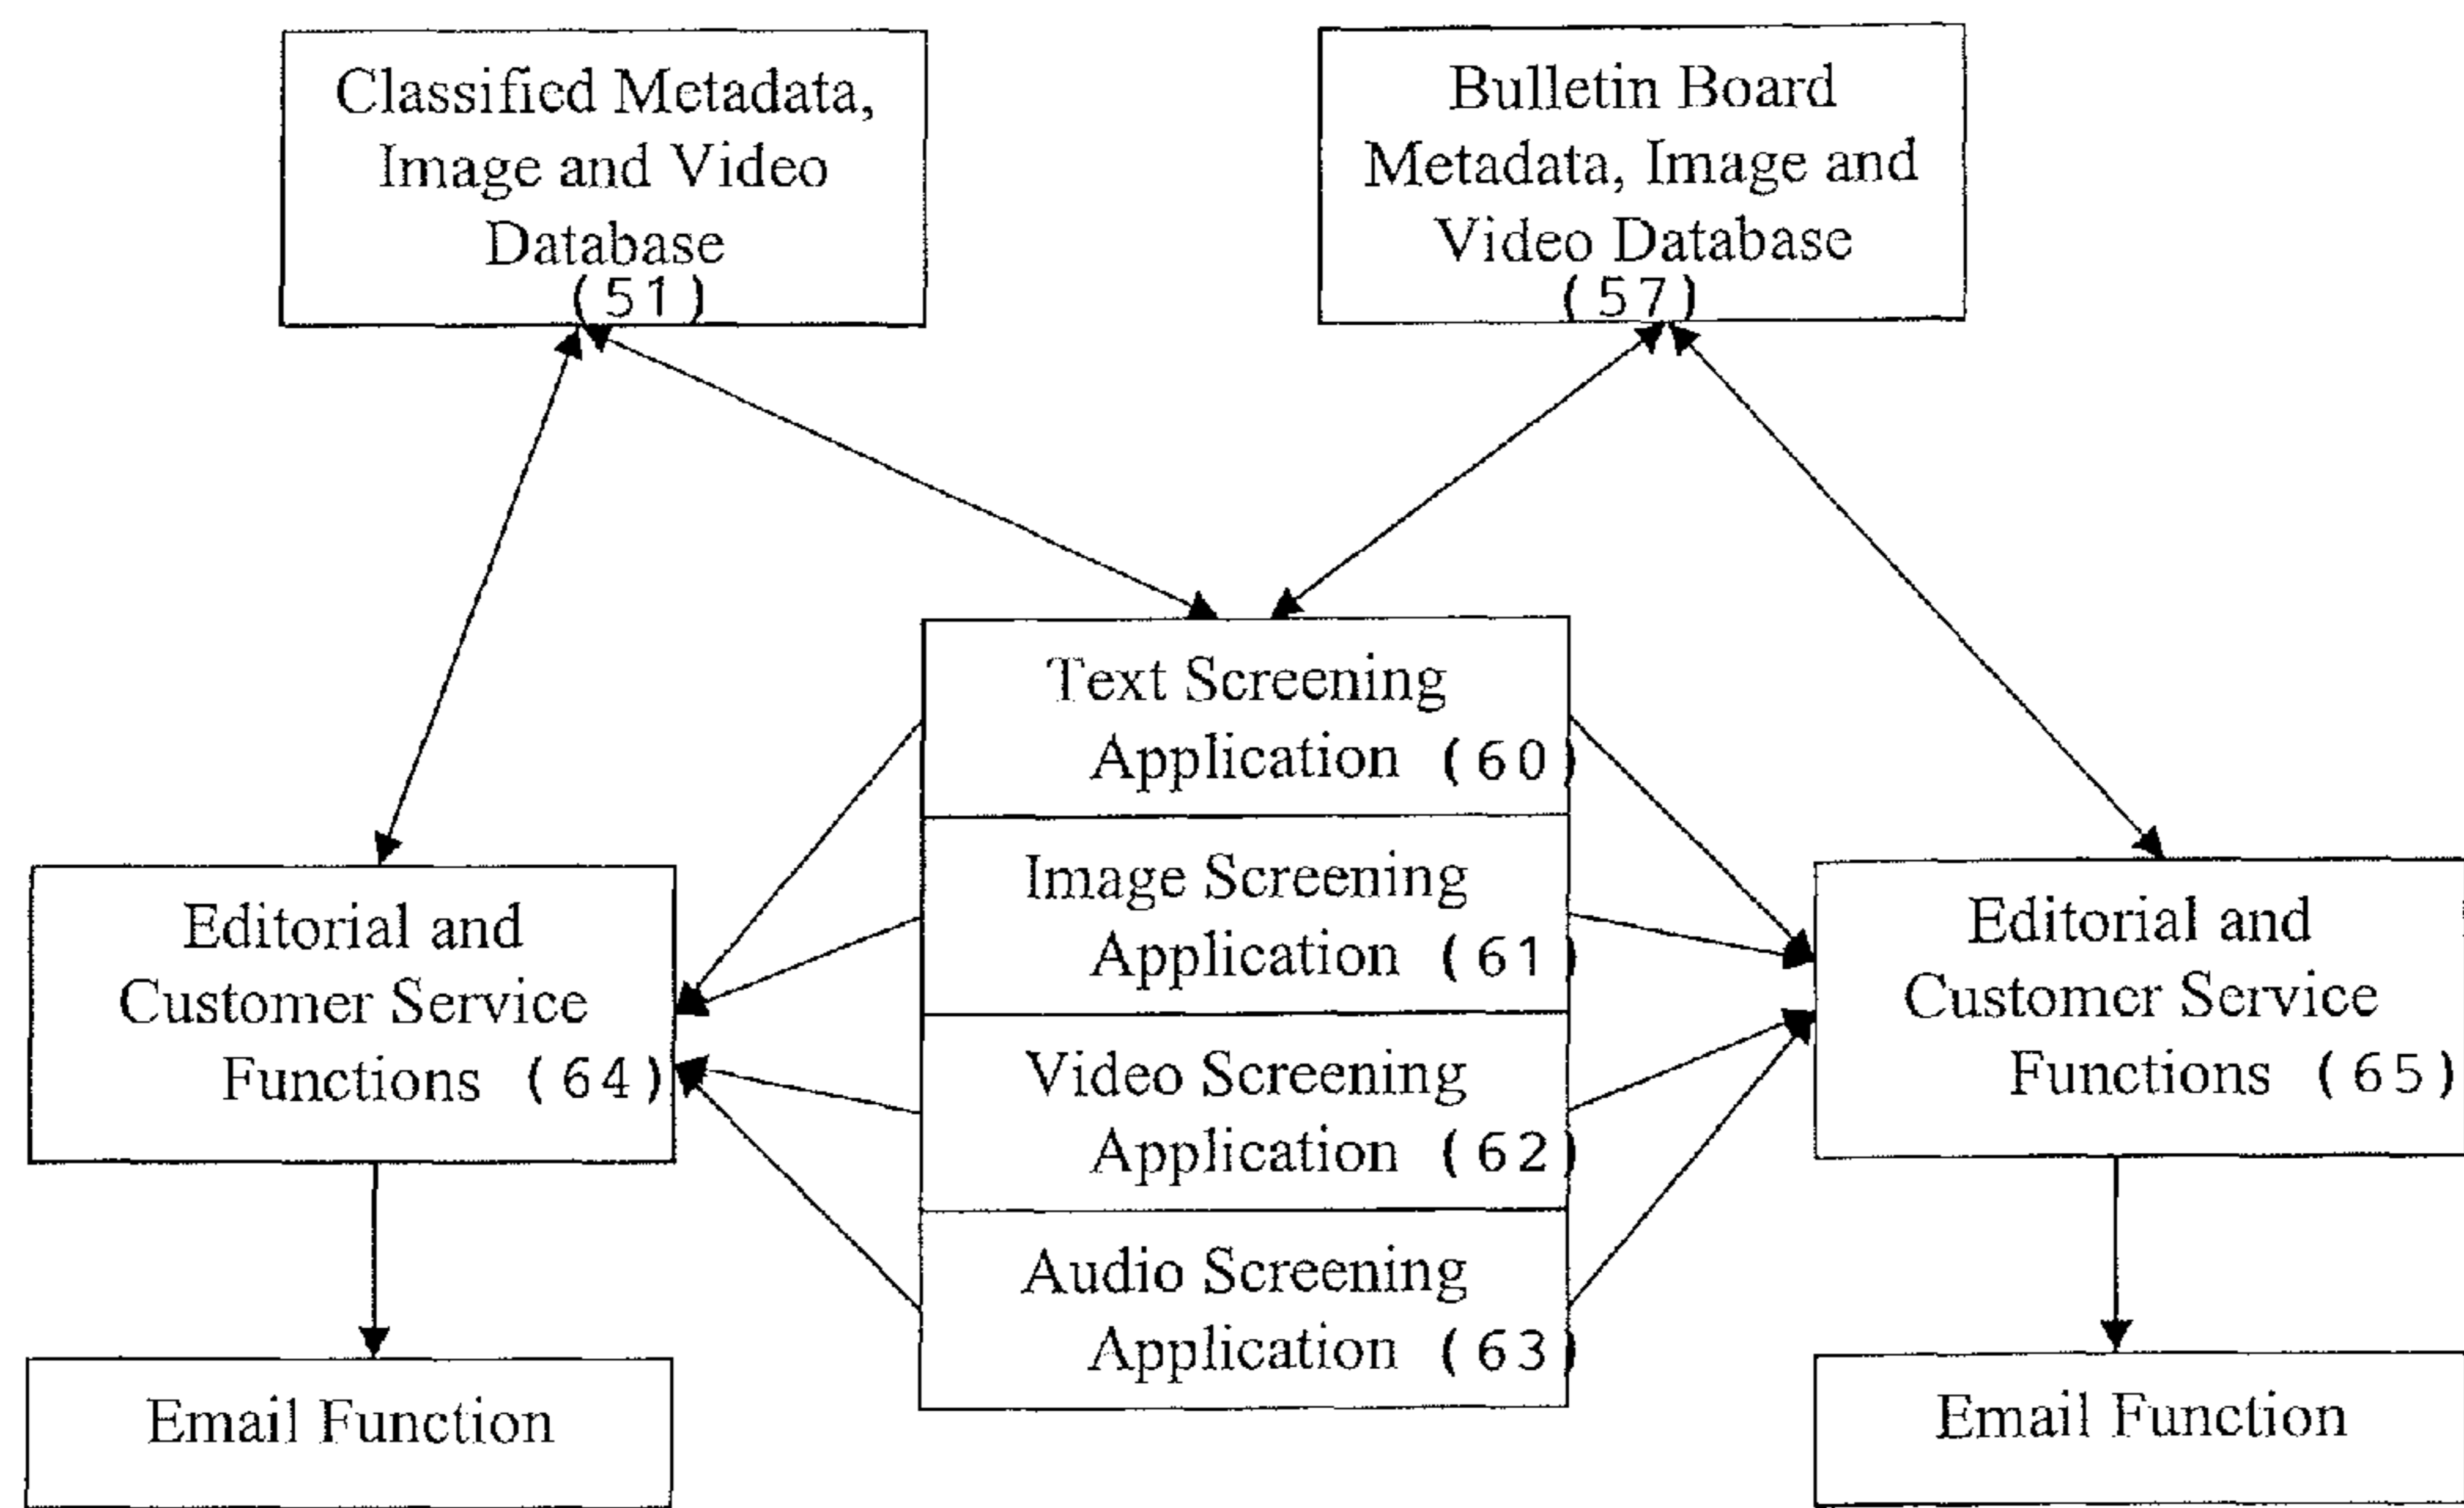 Classified Metadata,
Image and Video
Database
(51)
Bulletin Board
Metadata, Image and
Video Database
(57)
Text Screening
Application (60)
Image Screening
Application (61)
Video Screening
Application (62)
Audio Screening
Application (63)
Editorial and
Customer Service
Functions (64)
Editorial and
Customer Service
Functions (65)
Email Function
Email Function